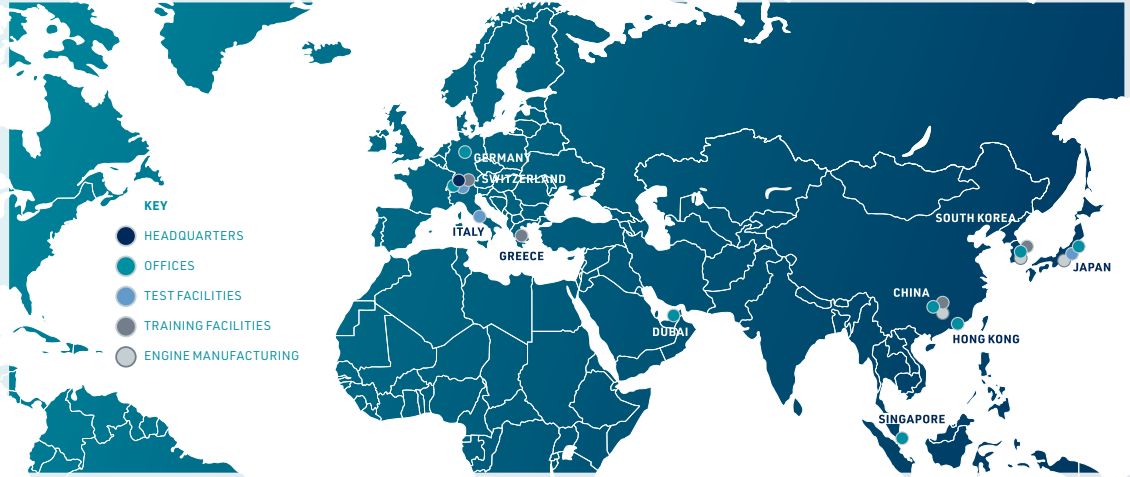 GERMANY
SWITZERLAND
KEY
SOUTH KOREA
ITALY
HEADQUARTERS
GREECE
OFFICES
JAPAN
TEST FACILITIES
CHINA
TRAINING FACILITIES
DUBAI
HONG KONG
ENGINE MANUFACTURING
SINGAPORE